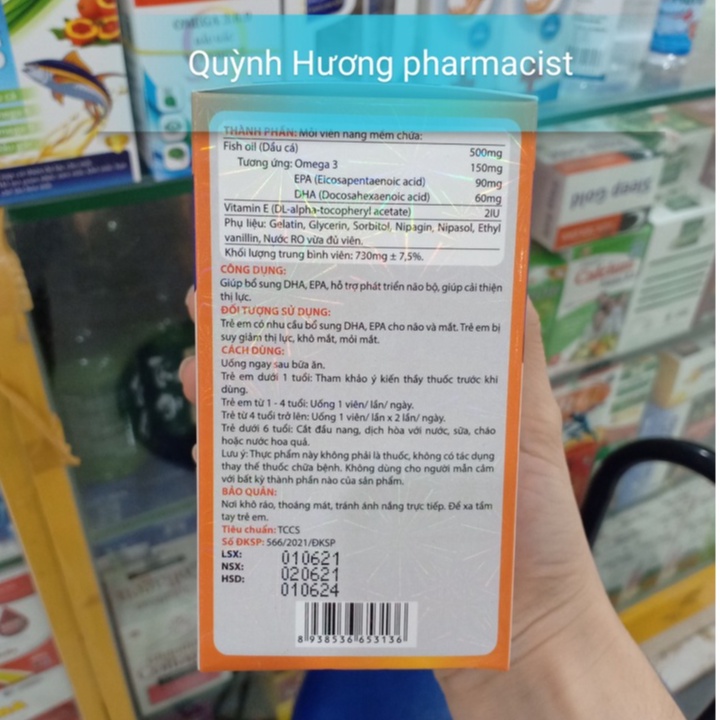 Quỳnh Hương pharmacist
THÀNH PHẦN: Mỗi viên nang mềm chứa:
Fish oil (Dầu cá) 500mg
Tương ứng: Omega 3 150mg
EPA (Eicosapentaenoic acid) 90mg
DHA (Docosahexaenoic acid) 60mg
Vitamin E (DL-alpha-tocopheryl acetate) 2IU
Phụ liệu: Gelatin, Glycerin, Sorbitol, Nipagin, Nipasol, Ethyl
vanillin, Nước RO vừa đủ viên.
Khối lượng trung bình viên: 730mg ± 7,5%.
CÔNG DỤNG:
Giúp bổ sung DHA, EPA, hỗ trợ phát triển não bộ, giúp cải thiện
thị lực.
ĐỐI TƯỢNG SỬ DỤNG:
Trẻ em có nhu cầu bổ sung DHA, EPA cho não và mắt. Trẻ em bị
suy giảm thị lực, khô mắt, mỏi mắt.
CÁCH DÙNG:
Uống ngay sau bữa ăn.
Trẻ em dưới 1 tuổi: Tham khảo ý kiến thầy thuốc trước khi
dùng.
Trẻ em từ 1 - 4 tuổi: Uống 1 viên/ lần/ ngày.
Trẻ từ 4 tuổi trở lên: Uống 1 viên/ lần x 2 lần/ ngày.
Trẻ dưới 6 tuổi: Cắt đầu nang, dịch hòa với nước, sữa, cháo
hoặc nước hoa quả.
Lưu ý: Thực phẩm này không phải là thuốc, không có tác dụng
thay thế thuốc chữa bệnh. Không dùng cho người mẫn cảm
với bất kỳ thành phần nào của sản phẩm.
BẢO QUẢN:
Nơi khô ráo, thoáng mát, tránh ánh nắng trực tiếp. Để xa tầm
tay trẻ em.
Tiêu chuẩn: TCCS
Số ĐKSP: 566/2021/ĐKSP
LSX: 010621
NSX: 020621
HSD: 010624
8 938536 653136
Sleep Gold
Calcium